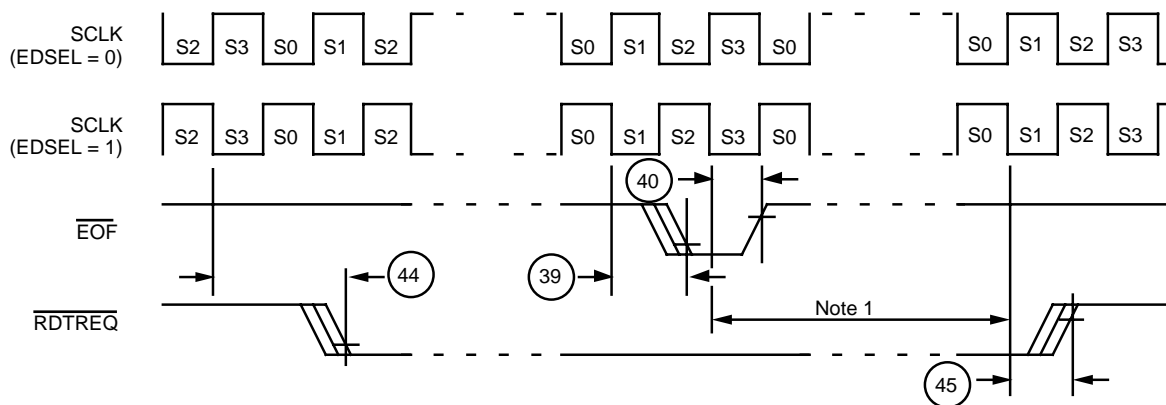 SCLK
(EDSEL = 0)
S2 S3 S0 S1 S2
S0 S1 S2 S3 S0
S0 S1 S2 S3
SCLK
(EDSEL = 1)
S2 S3 S0 S1 S2
S0 S1 S2 S3 S0
S0 S1 S2 S3
40
EOF
44
39
RDTREQ
Note 1
45